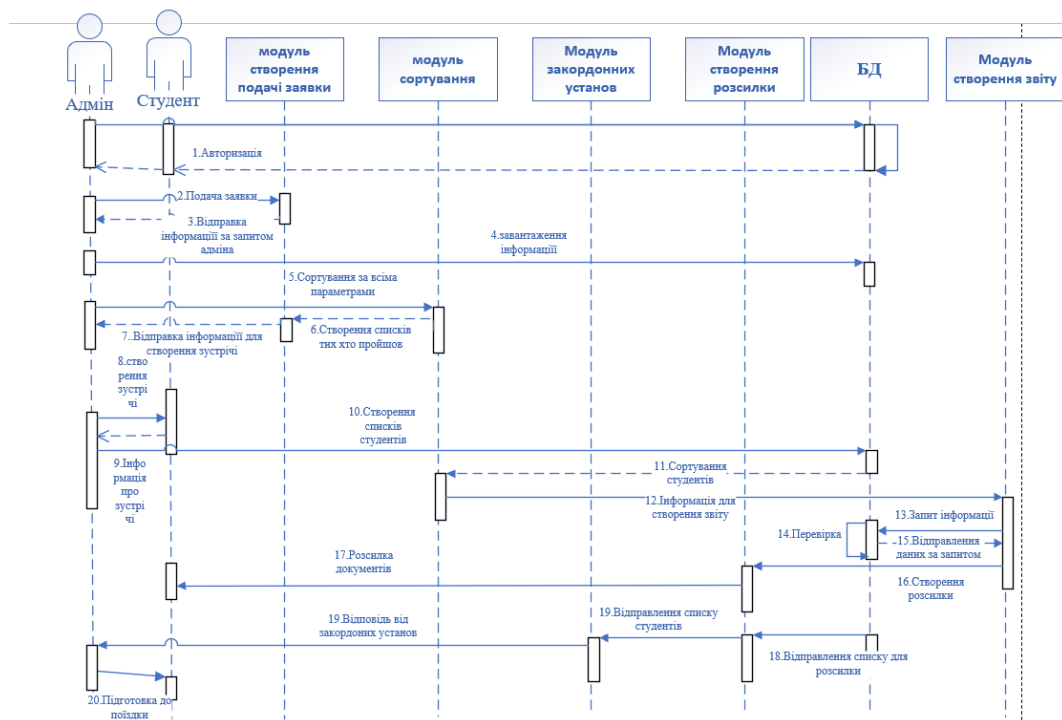 Адмін
Студент
модуль
створення
подачі заявки
модуль
сортування
Модуль
закордонних
установ
Модуль
створення
розсилки
БД
Модуль
створення звіту
1.Авторизація
2.Подача заявки
3.Відправка
інформаціїї за запитом
адміна
4.завантаження
інформаціїї
5.Сортування за всіма
параметрами
6.Створення списків
тих хто пройшов
7..Відправка інформаціїї для
створення зустрічі
8.ство
рення
зустрі
чі
9.Інфо
рмація
про
зустрі
чі
10.Створення
списків
студентів
11.Сортування
студентів
12.Інформація для
створення звіту
13.Запит інформації
14.Перевірка
15.Відправлення
даних за запитом
16.Створення
розсилки
17.Розсилка
документів
18.Відправлення списку для
розсилки
19.Відправлення списку
студентів
19.Відповідь від
закордоних установ
20.Підготовка до
поїздки